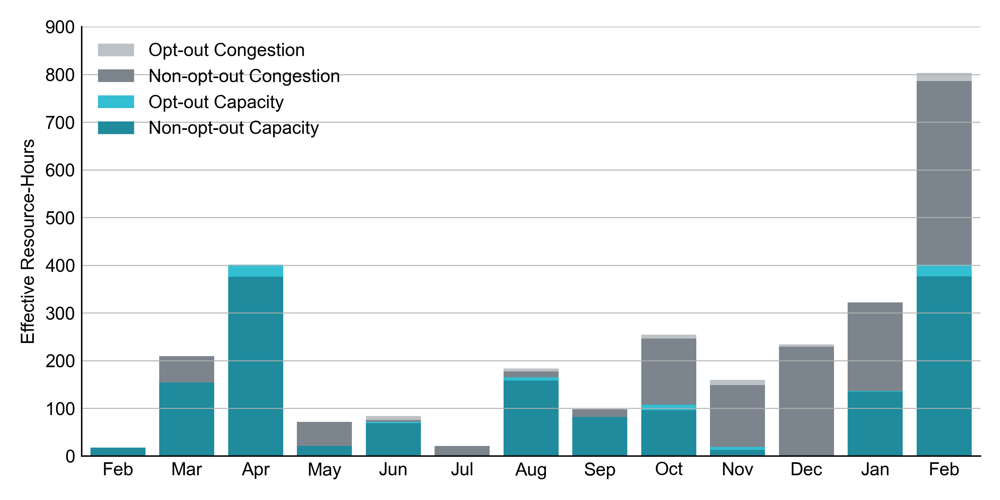 900
800
700
600
500
400
300
200
100
0
Effective Resource-Hours
Opt-out Congestion
Non-opt-out Congestion
Opt-out Capacity
Non-opt-out Capacity
Feb Mar Apr May Jun Jul Aug Sep Oct Nov Dec Jan Feb